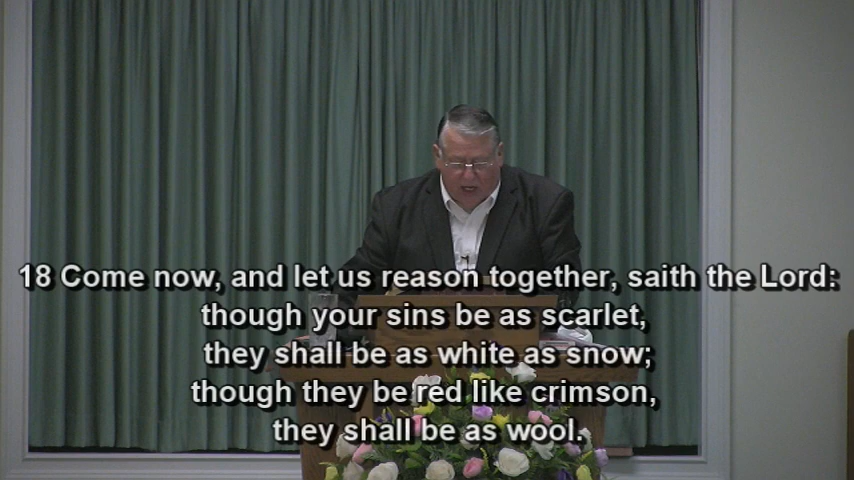 18 Come now, and let us reason together, saith the Lord:
though your sins be as scarlet,
they shall be as white as snow;
though they be red like crimson,
they shall be as wool.